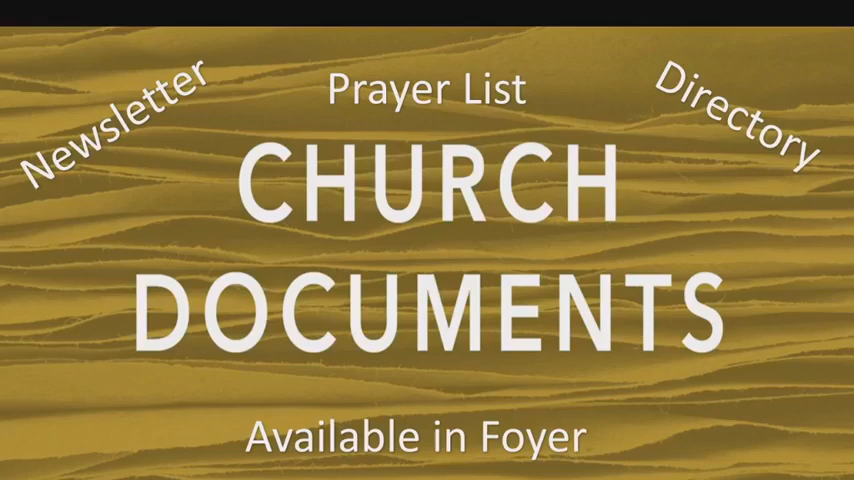 Newsletter
Prayer List
Directory
CHURCH
DOCUMENTS
Available in Foyer